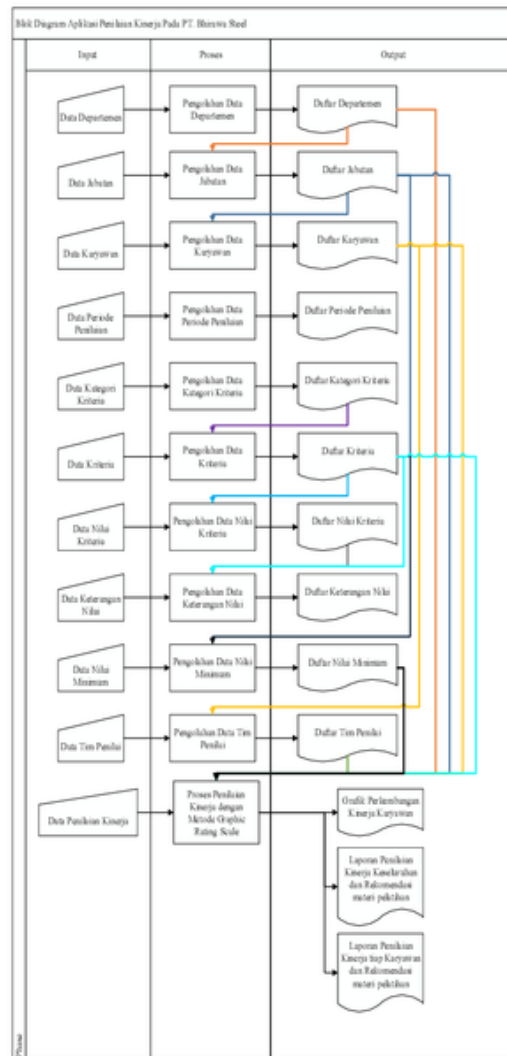 Blok Diagram Aplikasi Penilaian Kinerja Pada PT. Bhirawa Steel
Input
Proses
Output
Data Departemen
Pengolahan Data
Departemen
Daftar Departemen
Data Jabatan
Pengolahan Data
Jabatan
Daftar Jabatan
Data Karyawan
Pengolahan Data
Karyawan
Daftar Karyawan
Data Periode
Penilaian
Pengolahan Data
Periode Penilaian
Daftar Periode Penilaian
Data Kategori
Kriteria
Pengolahan Data
Kategori Kriteria
Daftar Kategori Kriteria
Data Kriteria
Pengolahan Data
Kriteria
Daftar Kriteria
Data Nilai
Kriteria
Pengolahan Data Nilai
Kriteria
Daftar Nilai Kriteria
Data Keterangan
Nilai
Pengolahan Data
Keterangan Nilai
Daftar Keterangan Nilai
Data Nilai
Minimum
Pengolahan Data Nilai
Minimum
Daftar Nilai Minimum
Data Tim Penilai
Pengolahan Data Tim
Penilai
Daftar Tim Penilai
Data Penilaian Kinerja
Proses Penilaian
Kinerja dengan
Metode Graphic
Rating Scale
Grafik Perkembangan
Kinerja Karyawan
Laporan Penilaian
Kinerja Keseluruhan
dan Rekomendasi
materi pelatihan
Laporan Penilaian
Kinerja tiap Karyawan
dan Rekomendasi
materi pelatihan
Phase